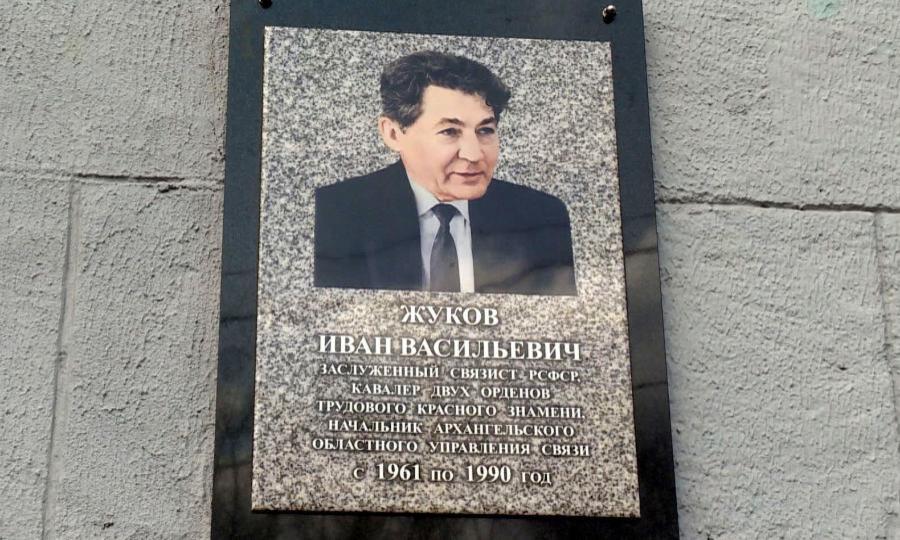 ЖУКОВ
ИВАН ВАСИЛЬЕВИЧ
ЗАСЛУЖЕННЫЙ СВЯЗИСТ РСФСР,
КАВАЛЕР ДВУХ ОРДЕНОВ
ТРУДОВОГО КРАСНОГО ЗНАМЕНИ,
НАЧАЛЬНИК АРХАНГЕЛЬСКОГО
ОБЛАСТНОГО УПРАВЛЕНИЯ СВЯЗИ
С 1961 ПО 1990 ГОД